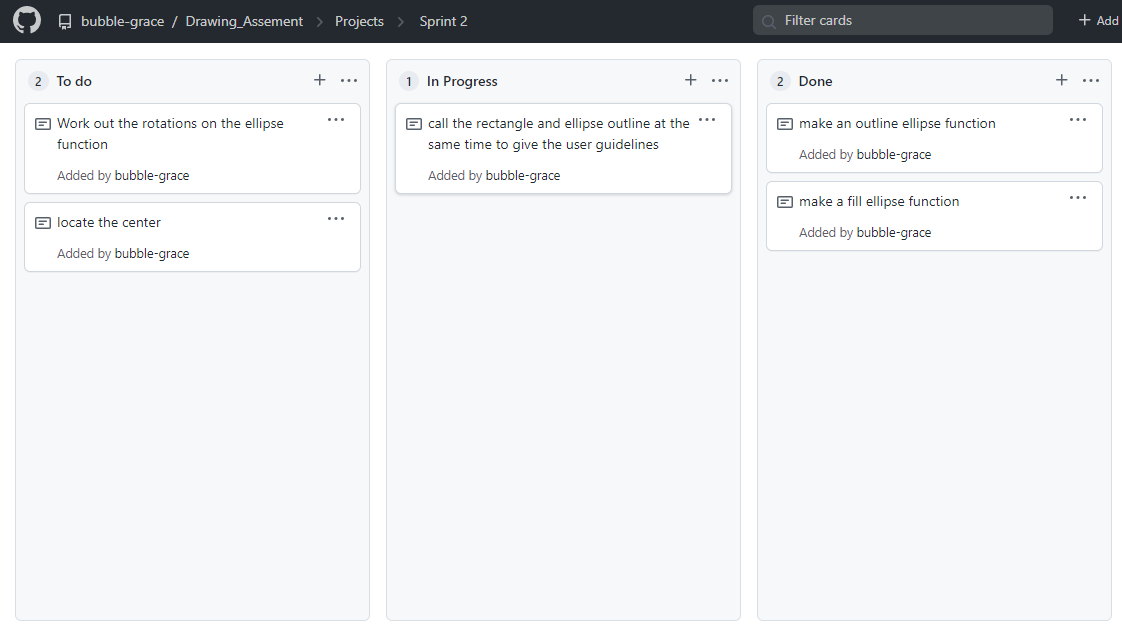 bubble-grace / Drawing_Assement > Projects > Sprint 2
Filter cards
+ Add
2 To do
Work out the rotations on the ellipse
function
Added by bubble-grace
locate the center
Added by bubble-grace
1 In Progress
call the rectangle and ellipse outline at the
same time to give the user guidelines
Added by bubble-grace
2 Done
make an outline ellipse function
Added by bubble-grace
make a fill ellipse function
Added by bubble-grace